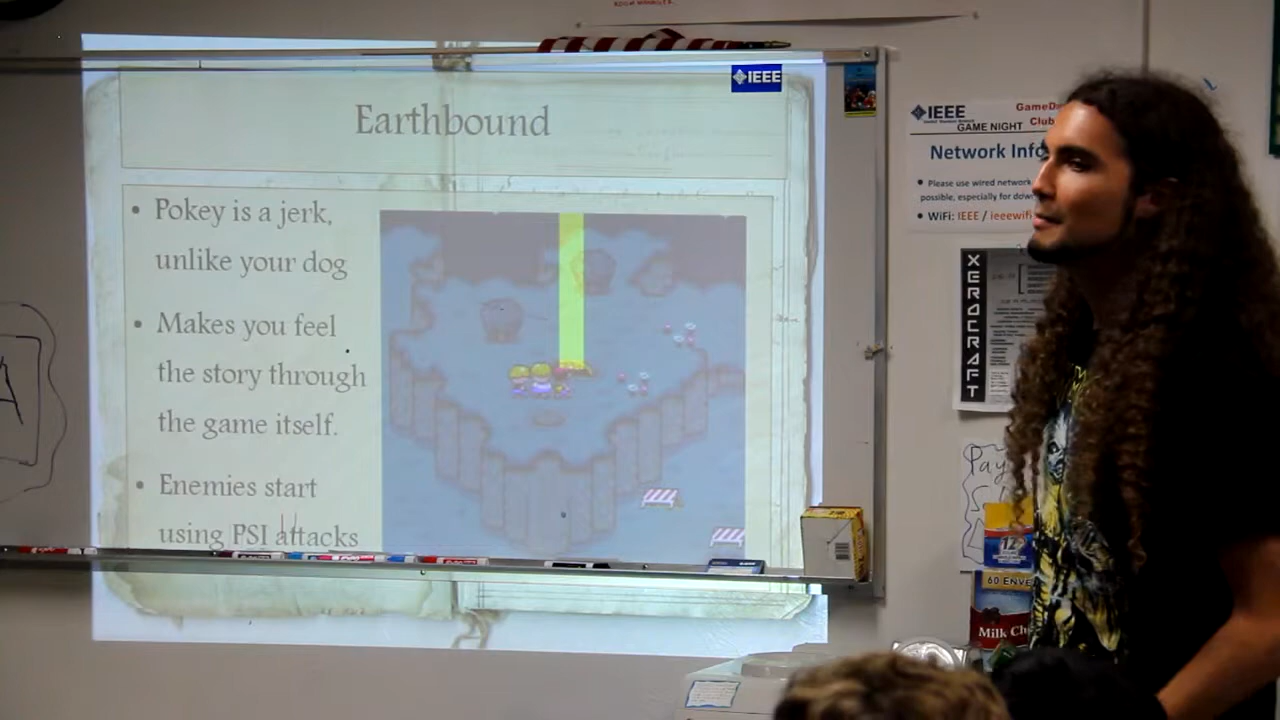 IEEE
Earthbound
• Pokey is a jerk,
unlike your dog
• Makes you feel
the story through
the game itself.
• Enemies start
using PSI attacks
IEEE
GAME NIGHT
Club
Network Info
• Please use wired network
possible, especially for
• WiFi: IEEE / ieeewifi
XEROCRAFT
Pay
12
60 ENVE
Milk Ch